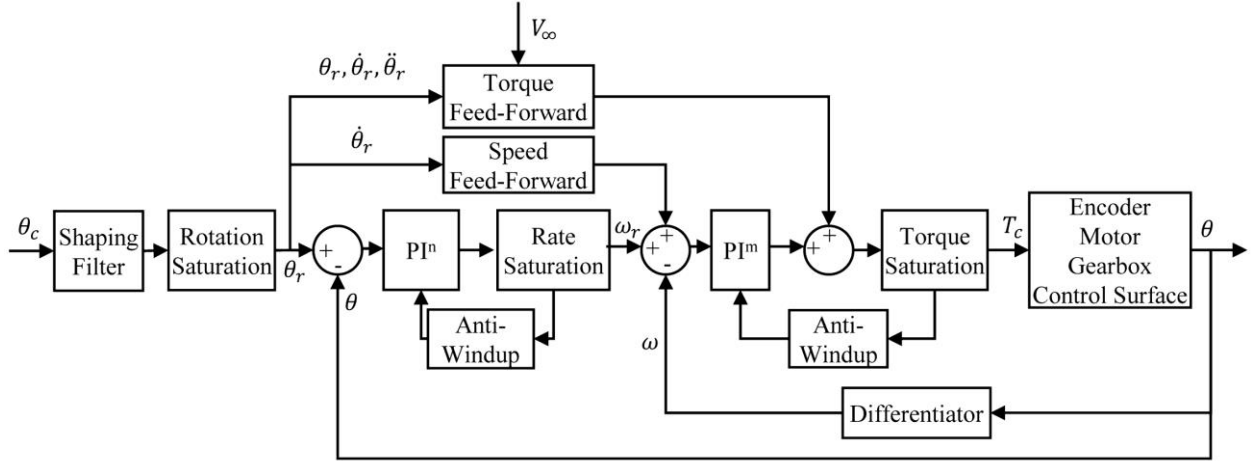 V∞
θr, θ̇r, θ̈r
Torque
Feed-Forward
θ̇r
Speed
Feed-Forward
θc
Shaping
Filter
Rotation
Saturation
θr
+
-
θ
PIⁿ
Rate
Saturation
ωr
+
+
-
PIᵐ
+
+
Torque
Saturation
Tc
Encoder
Motor
Gearbox
Control Surface
θ
Anti-
Windup
ω
Anti-
Windup
Differentiator